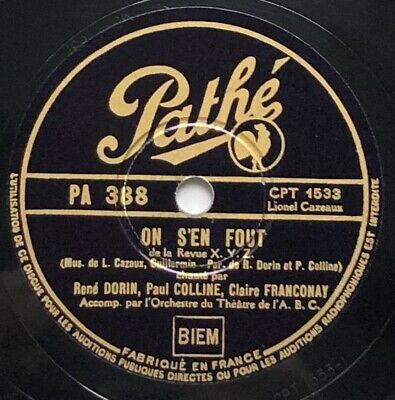 Pathé
PA 388
CPT 1533
Lionel Cazeaux
ON S'EN FOUT
de la Revue X. Y. Z.
(Mus. de L. Cazaux, Guillermin - Par. de R. Dorin et P. Colline)
chanté par
René DORIN, Paul COLLINE, Claire FRANCONAY
Accomp. par l'Orchestre du Théâtre de l'A. B. C.
BIEM
FABRIQUÉ EN FRANCE
L'UTILISATION DE CE DISQUE POUR LES AUDITIONS RADIOPHONIQUES EST INTERDITE
POUR LES AUDITIONS PUBLIQUES DIRECTES OU POUR LES